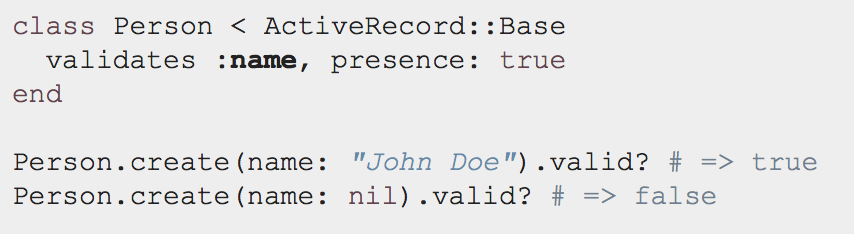 class Person < ActiveRecord::Base
  validates :name, presence: true
end

Person.create(name: "John Doe").valid? # => true
Person.create(name: nil).valid? # => false